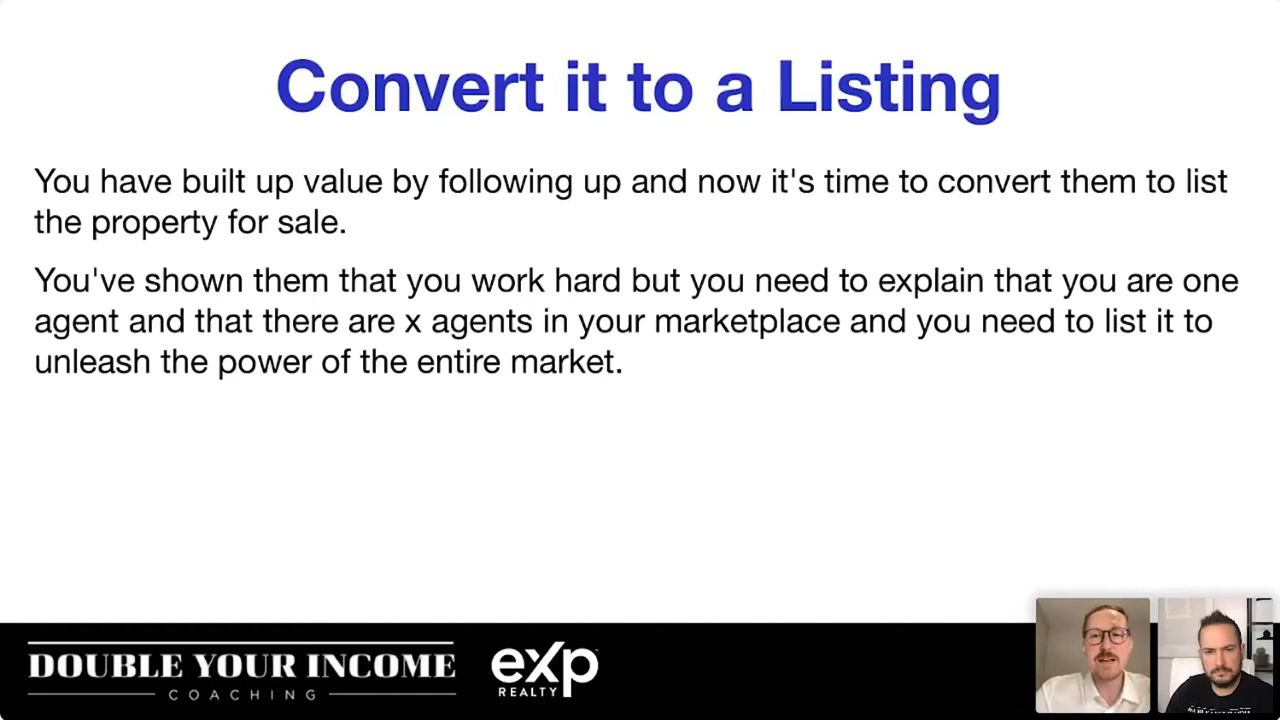 Convert it to a Listing
You have built up value by following up and now it's time to convert them to list
the property for sale.
You've shown them that you work hard but you need to explain that you are one
agent and that there are x agents in your marketplace and you need to list it to
unleash the power of the entire market.
DOUBLE YOUR INCOME
COACHING
exp
REALTY